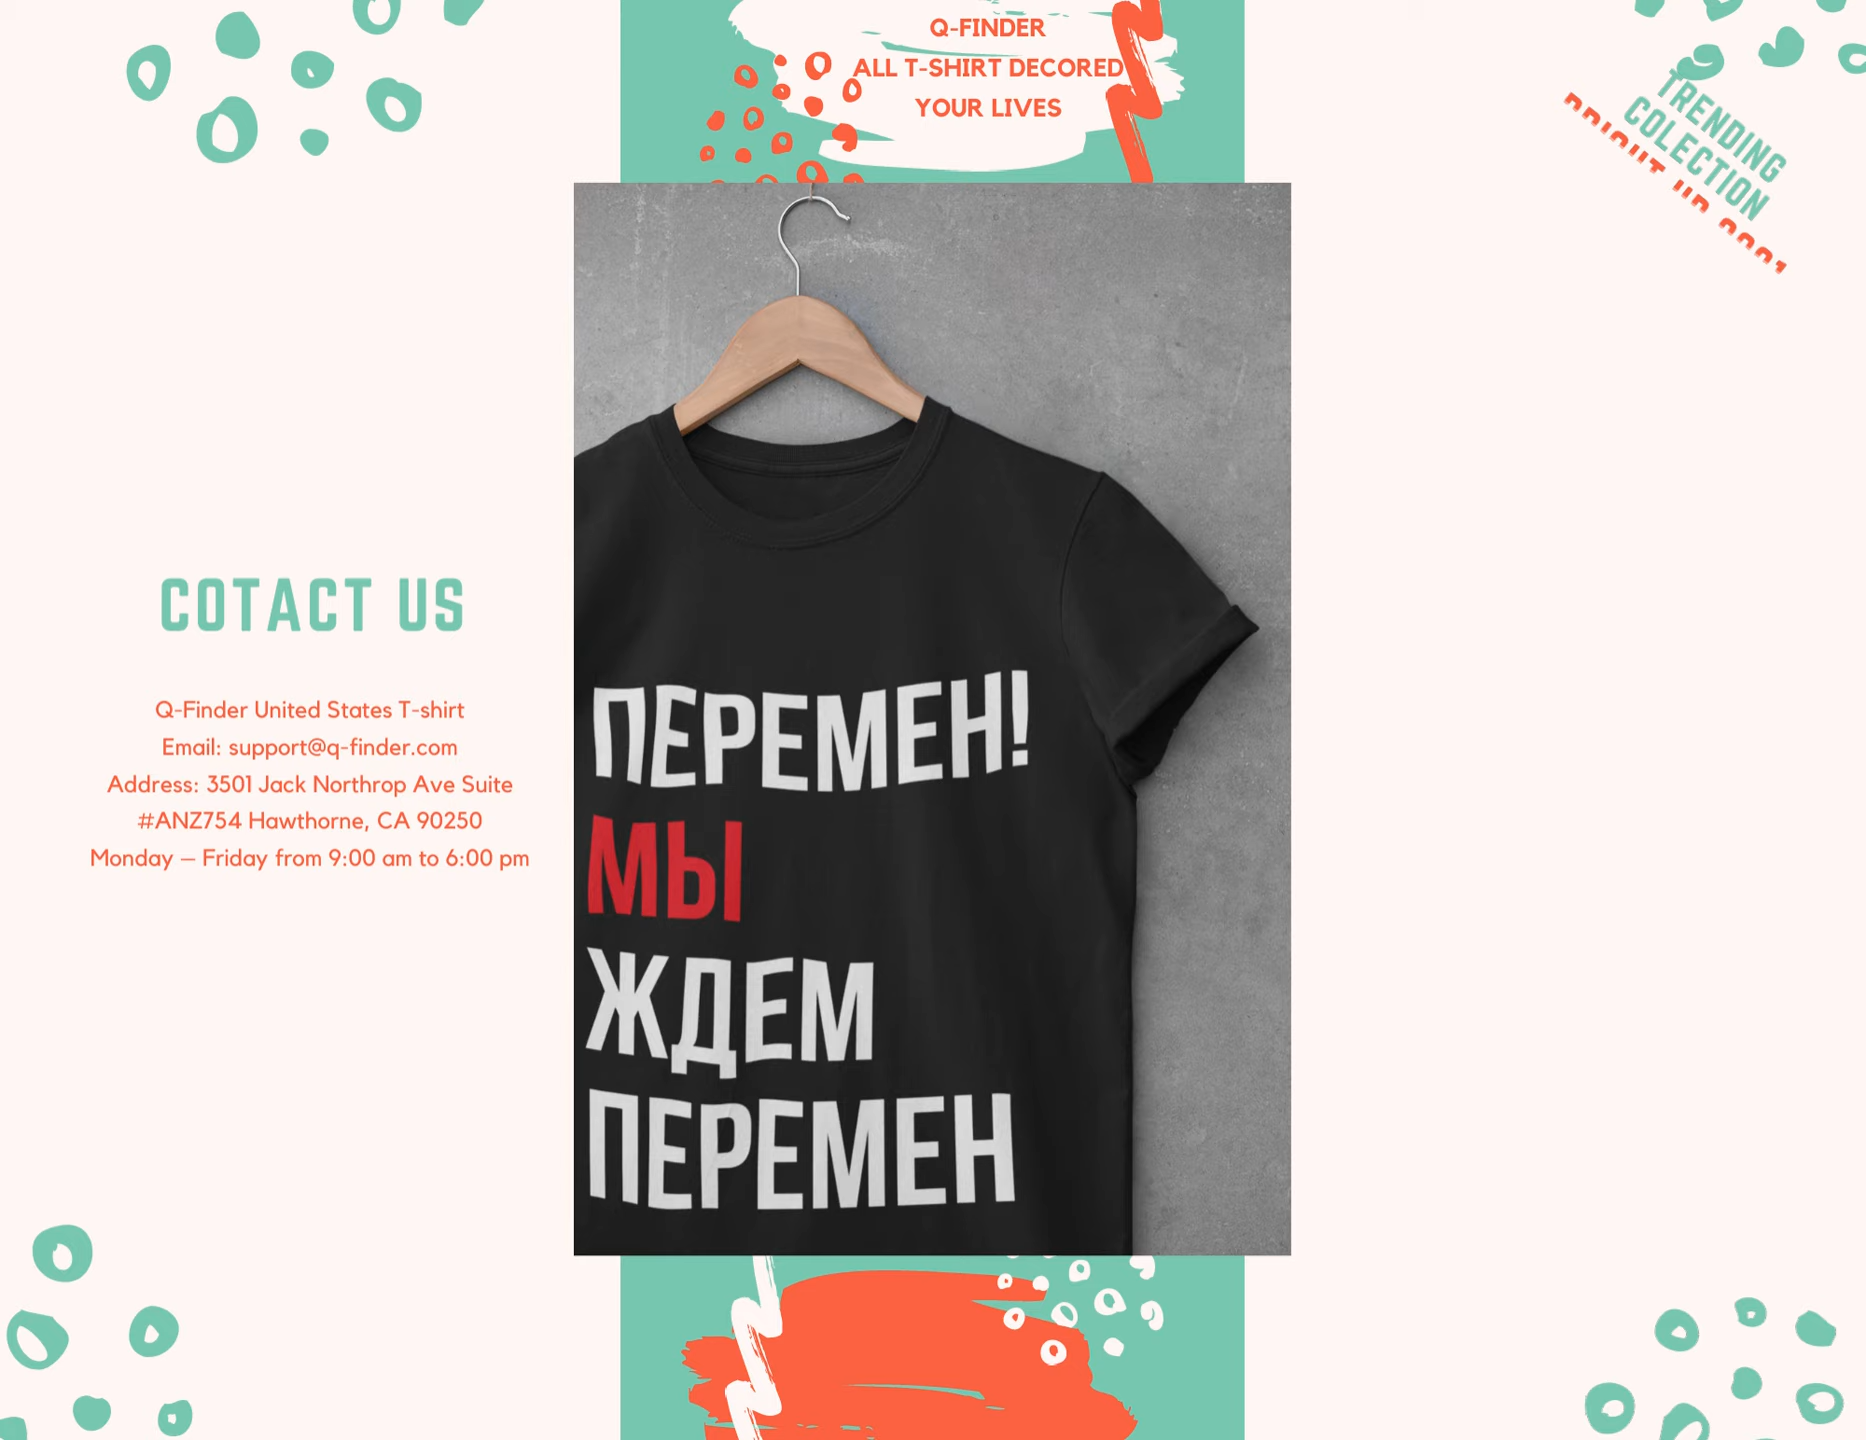 Q-FINDER
ALL T-SHIRT DECORED
YOUR LIVES
TRENDING
COLECTION
COTACT US
Q-Finder United States T-shirt
Email: support@q-finder.com
Address: 3501 Jack Northrop Ave Suite
#ANZ754 Hawthorne, CA 90250
Monday – Friday from 9:00 am to 6:00 pm
ПЕРЕМЕН!
МЫ
ЖДЕМ
ПЕРЕМЕН